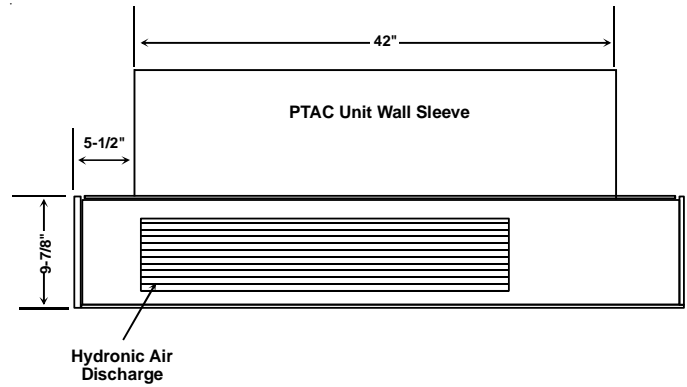 42"
PTAC Unit Wall Sleeve
5-1/2"
9-7/8"
Hydronic Air
Discharge